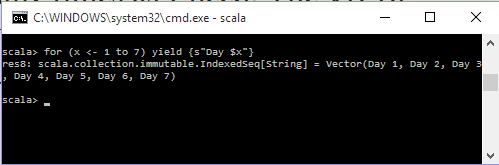 C:\WINDOWS\system32\cmd.exe - scala
scala> for (x <- 1 to 7) yield {s"Day $x"}
res8: scala.collection.immutable.IndexedSeq[String] = Vector(Day 1, Day 2, Day 3
, Day 4, Day 5, Day 6, Day 7)
scala>